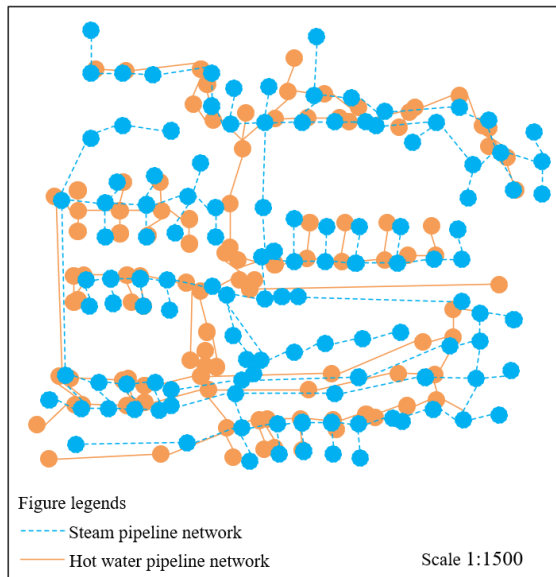 Figure legends
Steam pipeline network
Hot water pipeline network
Scale 1:1500